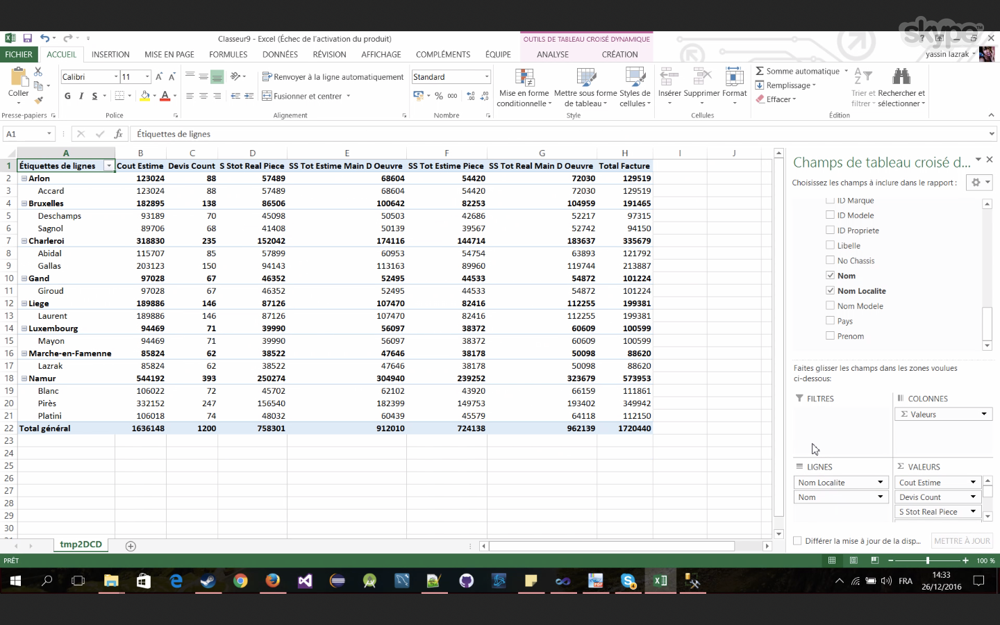 skype™
Classeur9 - Excel (Échec de l'activation du produit)
OUTILS DE TABLEAU CROISÉ DYNAMIQUE
FICHIER ACCUEIL INSERTION MISE EN PAGE FORMULES DONNÉES RÉVISION AFFICHAGE COMPLÉMENTS ÉQUIPE ANALYSE CRÉATION
yassin lazrak
Coller
Presse-papiers
Calibri 11
G I S
Police
Renvoyer à la ligne automatiquement
Fusionner et centrer
Alignement
Standard
% 000
Nombre
Mise en forme conditionnelle
Mettre sous forme de tableau
Styles de cellules
Style
Insérer Supprimer Format
Cellules
Somme automatique
Remplissage
Effacer
Trier et filtrer
Rechercher et sélectionner
Édition
A1 fx Étiquettes de lignes
A B C D E F G H I J
1 Étiquettes de lignes Cout Estime Devis Count S Stot Real Piece SS Tot Estime Main D Oeuvre SS Tot Estime Piece SS Tot Real Main D Oeuvre Total Facture
2 Arlon 123024 88 57489 68604 54420 72030 129519
3 Accard 123024 88 57489 68604 54420 72030 129519
4 Bruxelles 182895 138 86506 100642 82253 104959 191465
5 Deschamps 93189 70 45098 50503 42686 52217 97315
6 Sagnol 89706 68 41408 50139 39567 52742 94150
7 Charleroi 318830 235 152042 174116 144714 183637 335679
8 Abidal 115707 85 57899 60953 54754 63893 121792
9 Gallas 203123 150 94143 113163 89960 119744 213887
10 Gand 97028 67 46352 52495 44533 54872 101224
11 Giroud 97028 67 46352 52495 44533 54872 101224
12 Liege 189886 146 87126 107470 82416 112255 199381
13 Laurent 189886 146 87126 107470 82416 112255 199381
14 Luxembourg 94469 71 39990 56097 38372 60609 100599
15 Mayon 94469 71 39990 56097 38372 60609 100599
16 Marche-en-Famenne 85824 62 38522 47646 38178 50098 88620
17 Lazrak 85824 62 38522 47646 38178 50098 88620
18 Namur 544192 393 250274 304940 239252 323679 573953
19 Blanc 106022 72 45702 62102 43920 66159 111861
20 Pirès 332152 247 156540 182399 149753 193402 349942
21 Platini 106018 74 48032 60439 45579 64118 112150
22 Total général 1636148 1200 758301 912010 724138 962139 1720440
23
24
25
26
27
28
29
30
Champs de tableau croisé d...
Choisissez les champs à inclure dans le rapport :
ID Marque
ID Modele
ID Propriete
Libelle
No Chassis
Nom
Nom Localite
Nom Modele
Pays
Prenom
Faites glisser les champs dans les zones voulues
ci-dessous:
FILTRES COLONNES
Σ Valeurs
LIGNES Σ VALEURS
Nom Localite Cout Estime
Nom Devis Count
S Stot Real Piece
Différer la mise à jour de la disp... METTRE À JOUR
tmp2DCD
PRÊT 100 %
FRA 14:33
26/12/2016